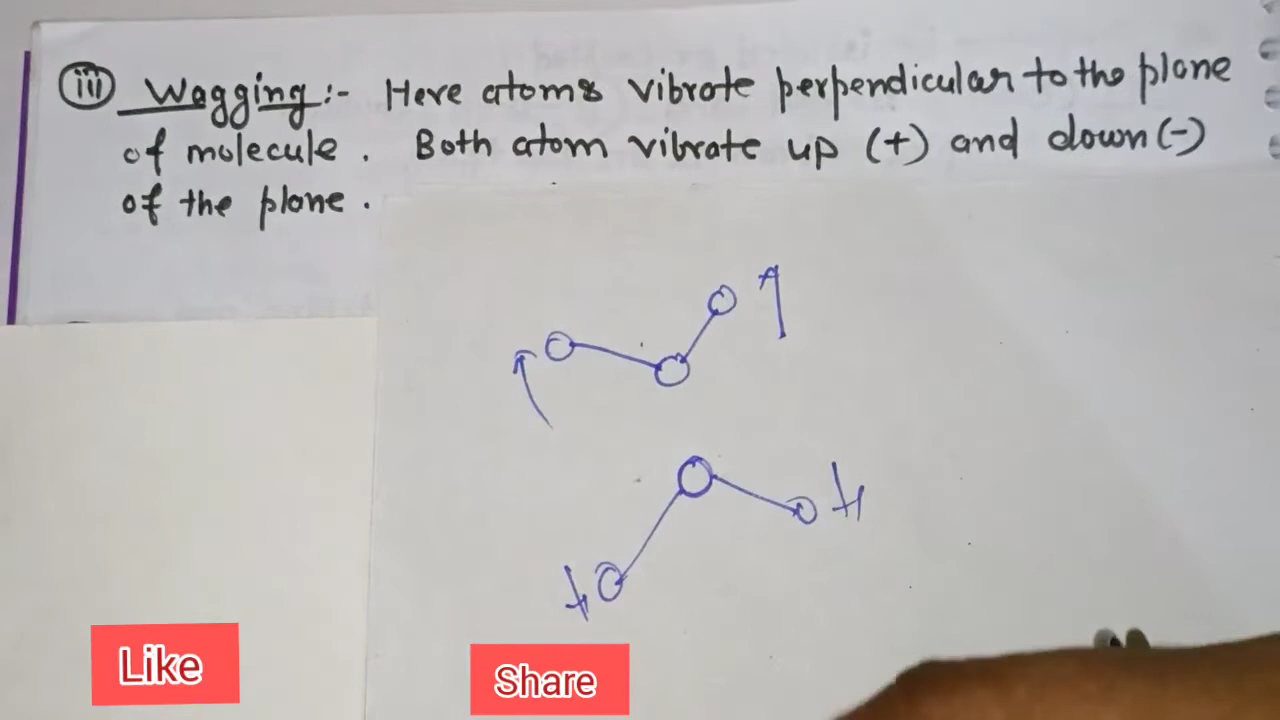 (iii) Wagging :- Here atoms vibrate perpendicular to the plane
of molecule. Both atom vibrate up (+) and down (-)
of the plane.
Like
Share